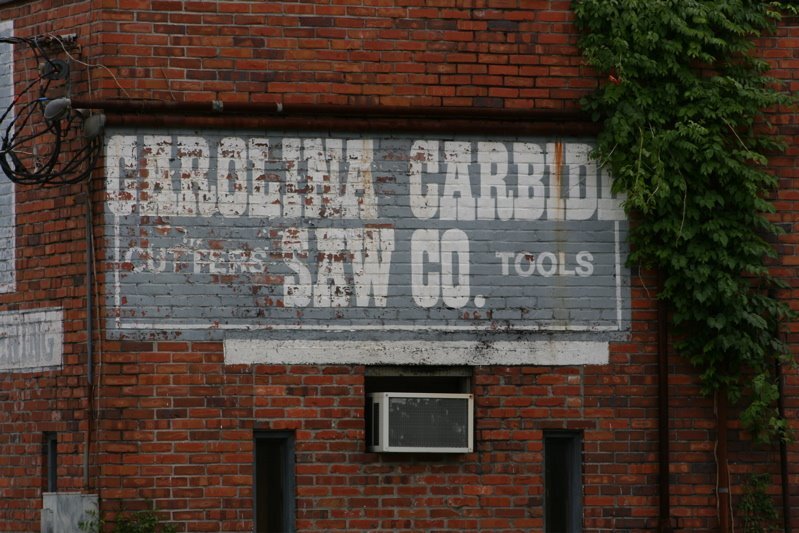 CAROLINA CARBIDE
CUTTERS SAW CO. TOOLS